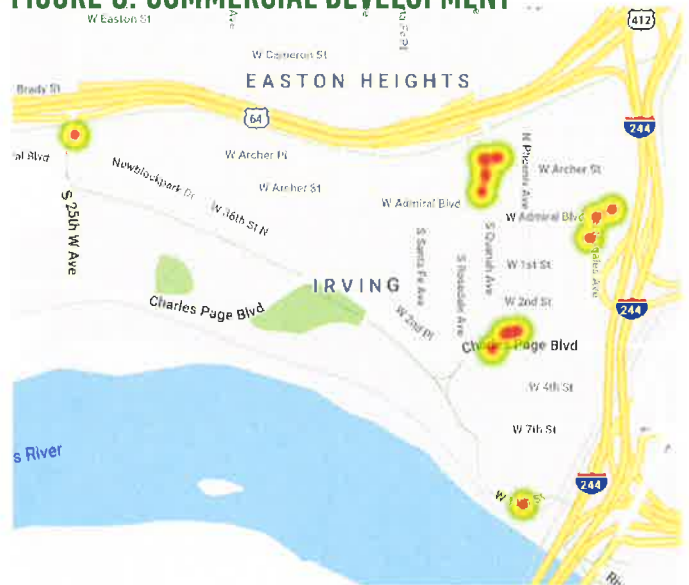 FIGURE 8: COMMERCIAL DEVELOPMENT
W Easton St
Ave
412
W Cameron St
EASTON HEIGHTS
Brady St
64
244
W Archer Pl
N Phoenix Ave
W Archer St
Newblockpark Dr
W Archer St
W Admiral Blvd
W Admiral Blvd
S 25th W Ave
W 36th St N
S Quanah Ave
S Santa Fe Ave
S Rosedale Ave
W 1st St
IRVING
W 2nd St
244
Charles Page Blvd
W 2nd Pl
Charles Page Blvd
W 4th St
W 7th St
s River
244
W